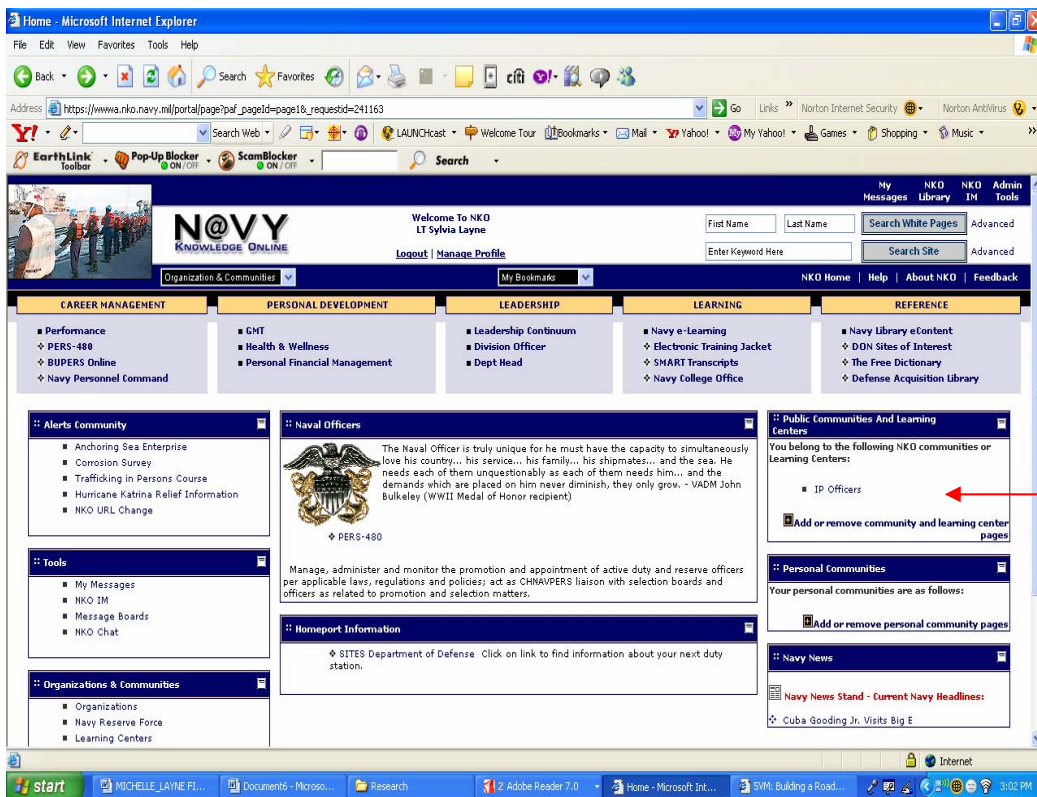 Home - Microsoft Internet Explorer
File Edit View Favorites Tools Help
Back Search Favorites citi Y!
Address https://wwwa.nko.navy.mil/portal/page?paf_pageId=page1&_requestid=241163 Go Links » Norton Internet Security Norton AntiVirus
Y! Search Web LAUNCHcast Welcome Tour Bookmarks Mail Yahoo! My Yahoo! Games Shopping Music »
EarthLink Toolbar Pop-Up Blocker ON/OFF ScamBlocker ON/OFF Search
My Messages NKO Library NKO IM Admin Tools
N@VY
KNOWLEDGE ONLINE
Welcome To NKO
LT Sylvia Layne
Logout | Manage Profile
First Name Last Name Search White Pages Advanced
Enter Keyword Here Search Site Advanced
Organization & Communities My Bookmarks NKO Home | Help | About NKO | Feedback
CAREER MANAGEMENT PERSONAL DEVELOPMENT LEADERSHIP LEARNING REFERENCE
Performance GMT Leadership Continuum Navy e-Learning Navy Library eContent
PERS-480 Health & Wellness Division Officer Electronic Training Jacket DON Sites of Interest
BUPERS Online Personal Financial Management Dept Head SMART Transcripts The Free Dictionary
Navy Personnel Command Navy College Office Defense Acquisition Library
:: Alerts Community
Anchoring Sea Enterprise
Corrosion Survey
Trafficking in Persons Course
Hurricane Katrina Relief Information
NKO URL Change
:: Tools
My Messages
NKO IM
Message Boards
NKO Chat
:: Organizations & Communities
Organizations
Navy Reserve Force
Learning Centers
:: Naval Officers
The Naval Officer is truly unique for he must have the capacity to simultaneously
love his country... his service... his family... his shipmates... and the sea. He
needs each of them unquestionably as each of them needs him... and the
demands which are placed on him never diminish, they only grow. - VADM John
Bulkeley (WWII Medal of Honor recipient)
PERS-480
Manage, administer and monitor the promotion and appointment of active duty and reserve officers
per applicable laws, regulations and policies; act as CHNAVPERS liaison with selection boards and
officers as related to promotion and selection matters.
:: Homeport Information
SITES Department of Defense Click on link to find information about your next duty
station.
:: Public Communities And Learning
Centers
You belong to the following NKO communities or
Learning Centers:
IP Officers
Add or remove community and learning center
pages
:: Personal Communities
Your personal communities are as follows:
Add or remove personal community pages
:: Navy News
Navy News Stand - Current Navy Headlines:
Cuba Gooding Jr. Visits Big E
Internet
start MICHELLE_LAYNE FI... Document6 - Microso... Research 2 Adobe Reader 7.0 Home - Microsoft Int... SVM: Building a Road... 3:02 PM